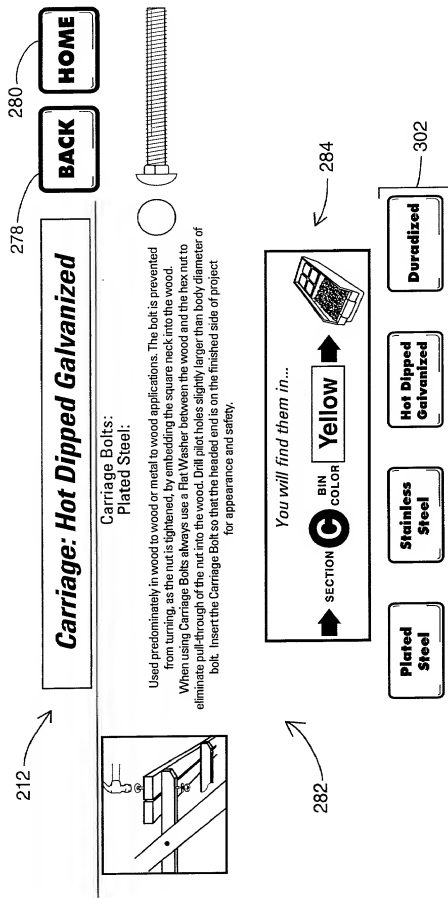 212
Carriage: Hot Dipped Galvanized
278
BACK
280
HOME
Carriage Bolts:
Plated Steel:
Used predominately in wood to wood or metal to wood applications. The bolt is prevented
from turning, as the nut is tightened, by embedding the square neck into the wood.
When using Carriage Bolts always use a Flat Washer between the wood and the hex nut to
eliminate pull-through of the nut into the wood. Drill pilot holes slightly larger than body diameter of
bolt. Insert the Carriage Bolt so that the headed end is on the finished side of project
for appearance and safety.
282
284
You will find them in...
SECTION C BIN COLOR Yellow
Plated Steel
Stainless Steel
Hot Dipped Galvanized
Duradized
302